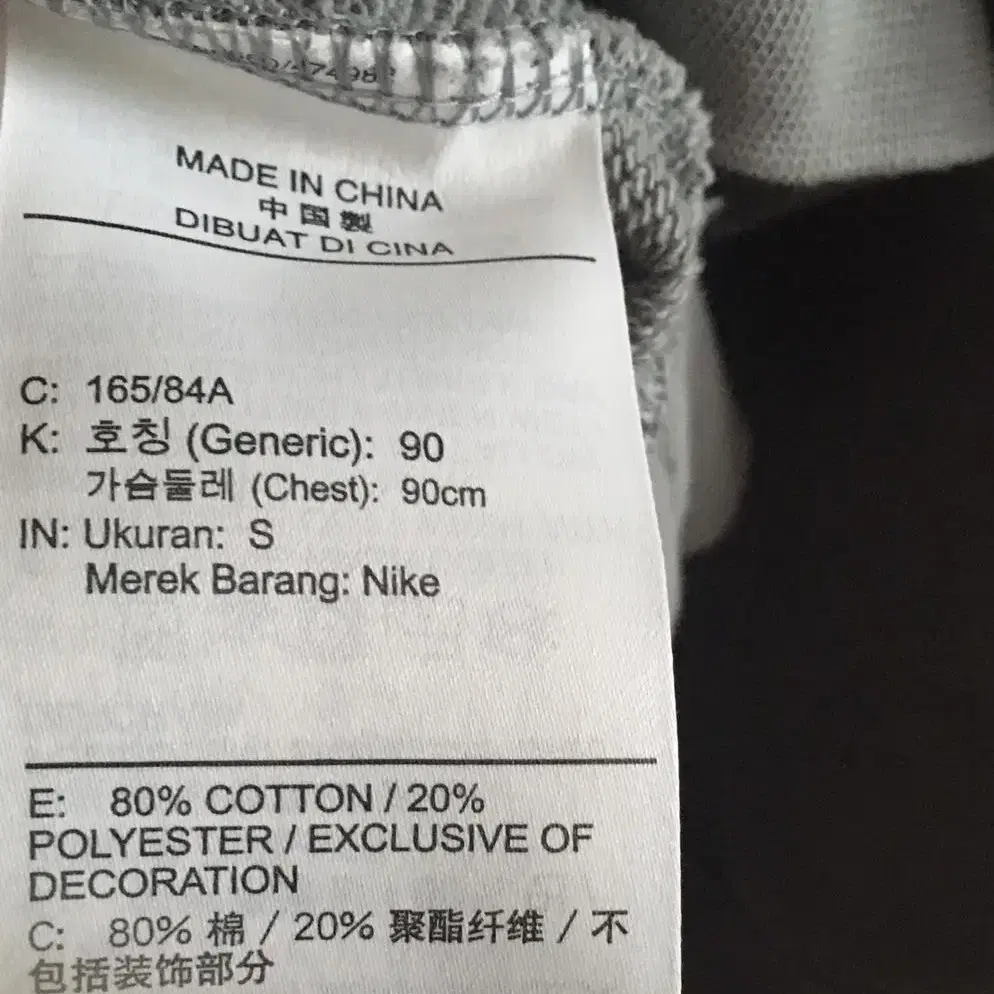 MADE IN CHINA
中国製
DIBUAT DI CINA
C: 165/84A
K: 호칭 (Generic): 90
가슴둘레 (Chest): 90cm
IN: Ukuran: S
Merek Barang: Nike
E: 80% COTTON / 20%
POLYESTER / EXCLUSIVE OF
DECORATION
C: 80% 棉 / 20% 聚酯纤维 / 不
包括装饰部分